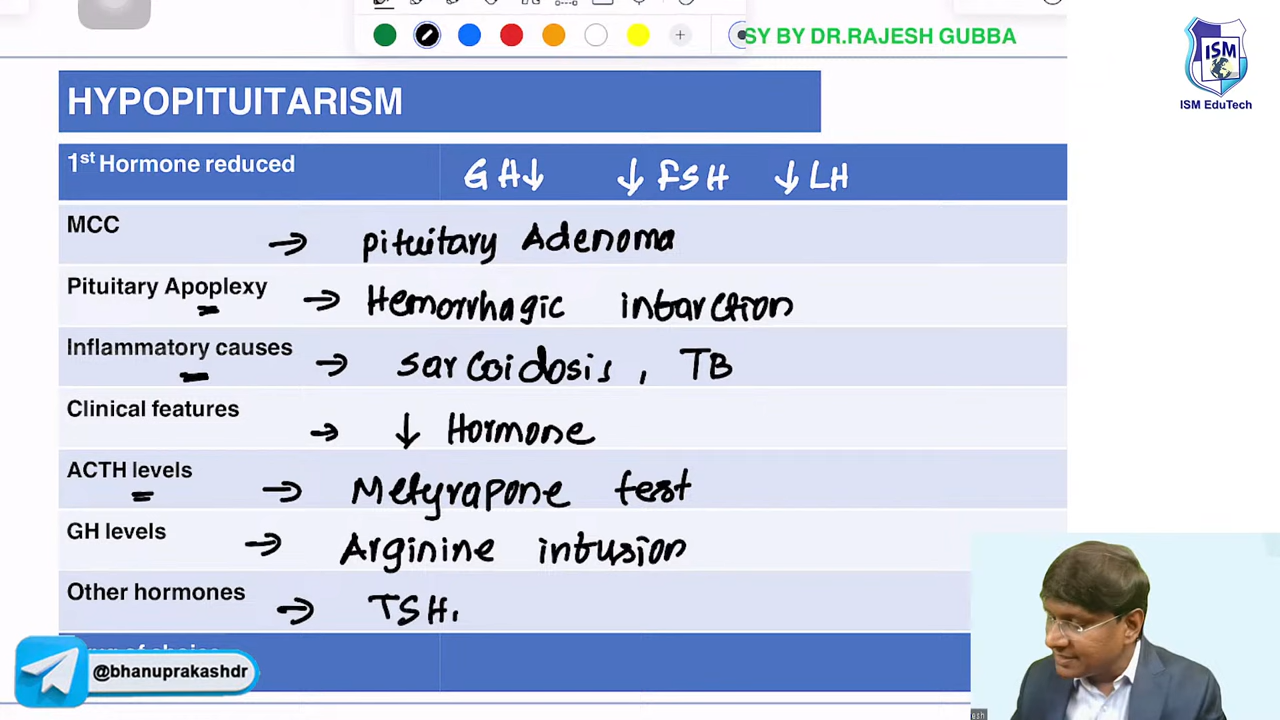 SY BY DR.RAJESH GUBBA
ISM
ISM EduTech
HYPOPITUITARISM
1st Hormone reduced GH↓ ↓ FSH ↓ LH
MCC → pituitary Adenoma
Pituitary Apoplexy → Hemorrhagic infarction
Inflammatory causes → sarcoidosis, TB
Clinical features → ↓ Hormone
ACTH levels → Metyrapone test
GH levels → Arginine infusion
Other hormones → TSH,
@bhanuprakashdr